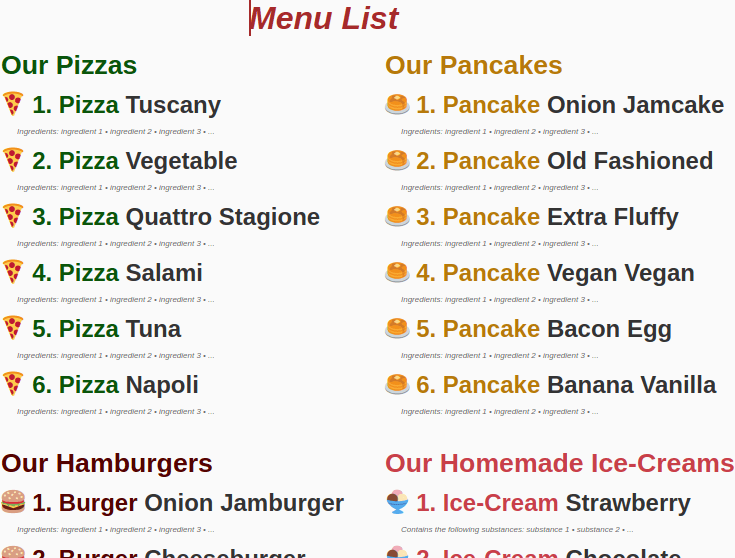 Menu List
Our Pizzas
1. Pizza Tuscany
Ingredients: ingredient 1 • ingredient 2 • ingredient 3 • ...
2. Pizza Vegetable
Ingredients: ingredient 1 • ingredient 2 • ingredient 3 • ...
3. Pizza Quattro Stagione
Ingredients: ingredient 1 • ingredient 2 • ingredient 3 • ...
4. Pizza Salami
Ingredients: ingredient 1 • ingredient 2 • ingredient 3 • ...
5. Pizza Tuna
Ingredients: ingredient 1 • ingredient 2 • ingredient 3 • ...
6. Pizza Napoli
Ingredients: ingredient 1 • ingredient 2 • ingredient 3 • ...
Our Pancakes
1. Pancake Onion Jamcake
Ingredients: ingredient 1 • ingredient 2 • ingredient 3 • ...
2. Pancake Old Fashioned
Ingredients: ingredient 1 • ingredient 2 • ingredient 3 • ...
3. Pancake Extra Fluffy
Ingredients: ingredient 1 • ingredient 2 • ingredient 3 • ...
4. Pancake Vegan Vegan
Ingredients: ingredient 1 • ingredient 2 • ingredient 3 • ...
5. Pancake Bacon Egg
Ingredients: ingredient 1 • ingredient 2 • ingredient 3 • ...
6. Pancake Banana Vanilla
Ingredients: ingredient 1 • ingredient 2 • ingredient 3 • ...
Our Hamburgers
1. Burger Onion Jamburger
Ingredients: ingredient 1 • ingredient 2 • ingredient 3 • ...
2. Burger Cheeseburger
Our Homemade Ice-Creams
1. Ice-Cream Strawberry
Contains the following substances: substance 1 • substance 2 • ...
2. Ice-Cream Chocolate